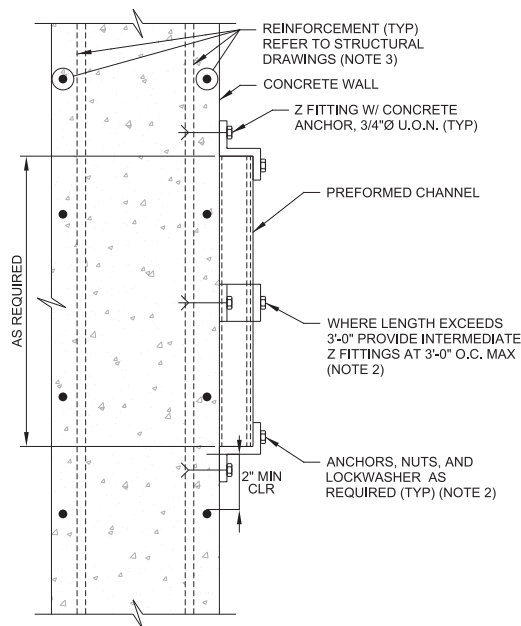 REINFORCEMENT (TYP)
REFER TO STRUCTURAL
DRAWINGS (NOTE 3)
CONCRETE WALL
Z FITTING W/ CONCRETE
ANCHOR, 3/4"Ø U.O.N. (TYP)
PREFORMED CHANNEL
AS REQUIRED
WHERE LENGTH EXCEEDS
3'-0" PROVIDE INTERMEDIATE
Z FITTINGS AT 3'-0" O.C. MAX
(NOTE 2)
2" MIN
CLR
ANCHORS, NUTS, AND
LOCKWASHER AS
REQUIRED (TYP) (NOTE 2)